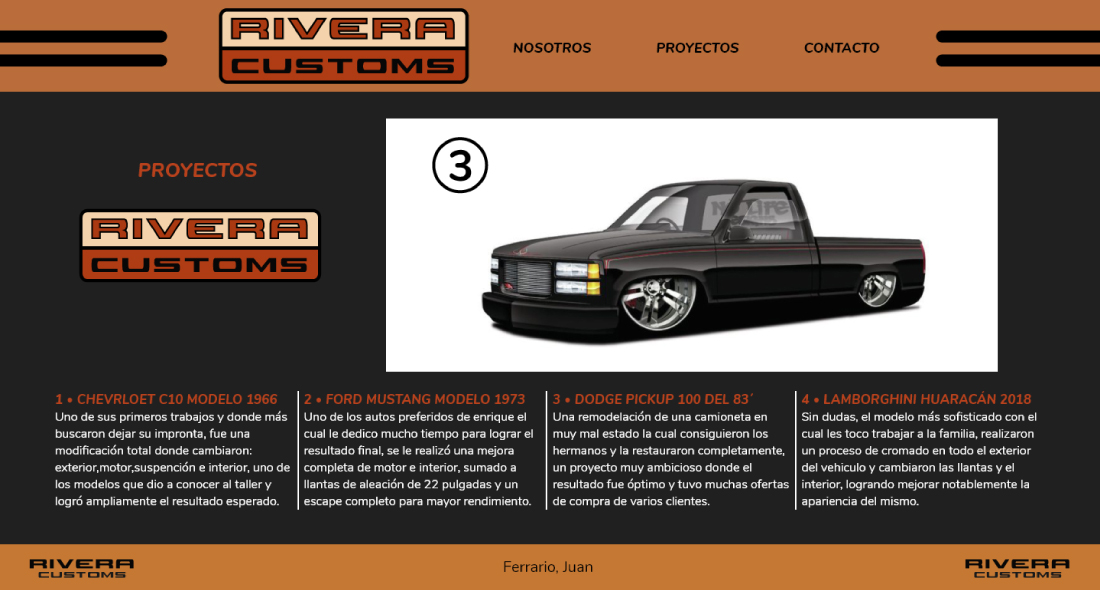 RIVERA
CUSTOMS
NOSOTROS
PROYECTOS
CONTACTO
PROYECTOS
RIVERA
CUSTOMS
3
1 • CHEVRLOET C10 MODELO 1966
Uno de sus primeros trabajos y donde más
buscaron dejar su impronta, fue una
modificación total donde cambiaron:
exterior,motor,suspención e interior, uno de
los modelos que dio a conocer al taller y
logró ampliamente el resultado esperado.
2 • FORD MUSTANG MODELO 1973
Uno de los autos preferidos de enrique el
cual le dedico mucho tiempo para lograr el
resultado final, se le realizó una mejora
completa de motor e interior, sumado a
llantas de aleación de 22 pulgadas y un
escape completo para mayor rendimiento.
3 • DODGE PICKUP 100 DEL 83´
Una remodelación de una camioneta en
muy mal estado la cual consiguieron los
hermanos y la restauraron completamente,
un proyecto muy ambicioso donde el
resultado fue óptimo y tuvo muchas ofertas
de compra de varios clientes.
4 • LAMBORGHINI HUARACÁN 2018
Sin dudas, el modelo más sofisticado con el
cual les toco trabajar a la familia, realizaron
un proceso de cromado en todo el exterior
del vehiculo y cambiaron las llantas y el
interior, logrando mejorar notablemente la
apariencia del mismo.
RIVERA
CUSTOMS
Ferrario, Juan
RIVERA
CUSTOMS